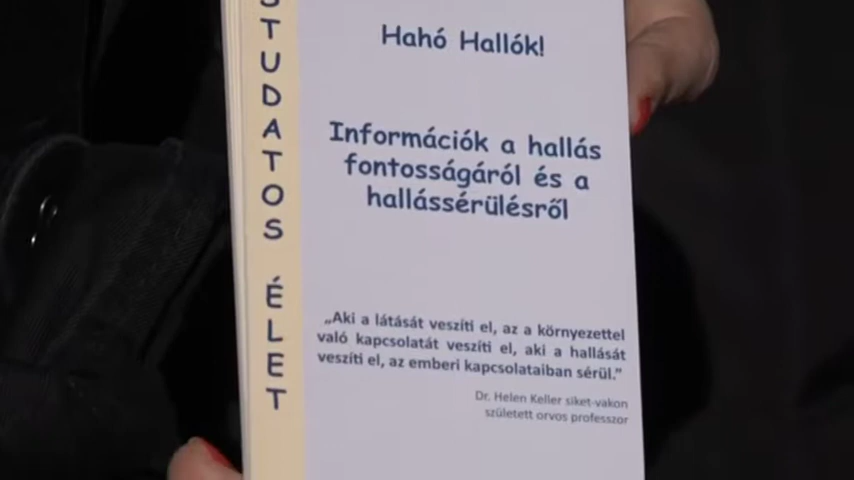 TUDATOS ÉLET
Hahó Hallók!
Információk a hallás
fontosságáról és a
hallássérülésről
„Aki a látását veszíti el, az a környezettel
való kapcsolatát veszíti el, aki a hallását
veszíti el, az emberi kapcsolataiban sérül.”
Dr. Helen Keller siket-vakon
született orvos professzor